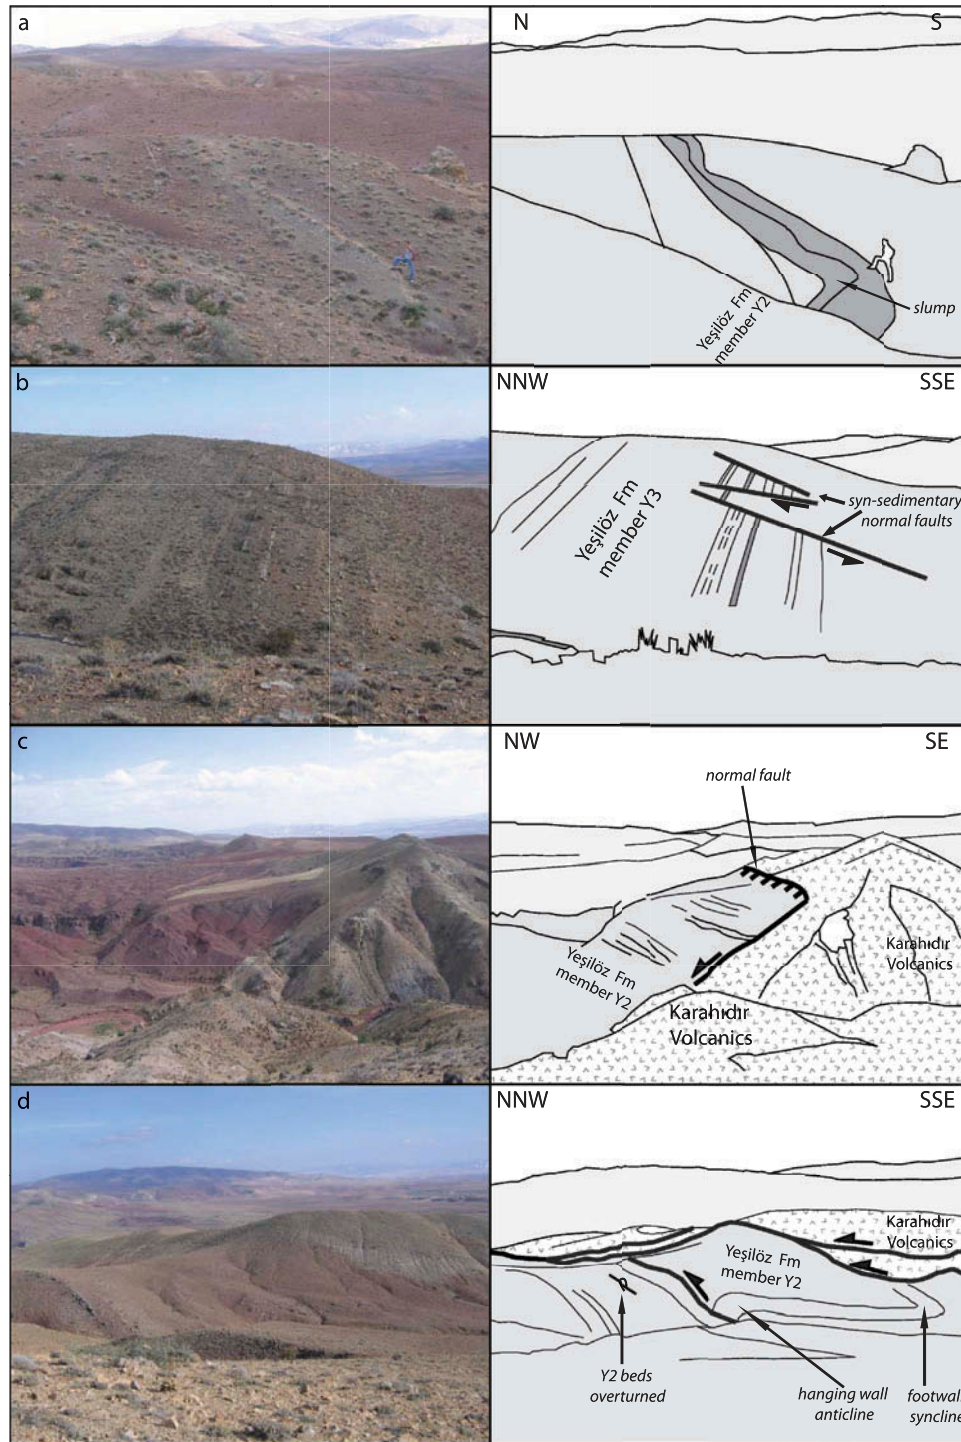 a
N
S
slump
Yeşilöz Fm
member Y2
b
NNW
SSE
Yeşilöz Fm
member Y3
syn-sedimentary
normal faults
c
NW
SE
normal fault
Yeşilöz Fm
member Y2
Karahıdır
Volcanics
Karahıdır
Volcanics
d
NNW
SSE
Karahıdır
Volcanics
Yeşilöz Fm
member Y2
Y2 beds
overturned
hanging wall
anticline
footwall
syncline